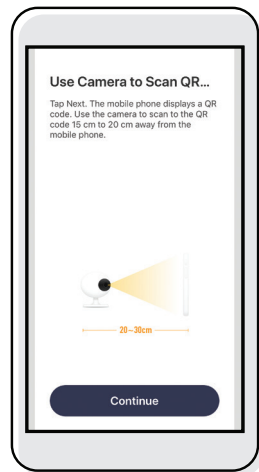 Use Camera to Scan QR...
Tap Next. The mobile phone displays a QR
code. Use the camera to scan to the QR
code 15 cm to 20 cm away from the
mobile phone.
20~30cm
Continue